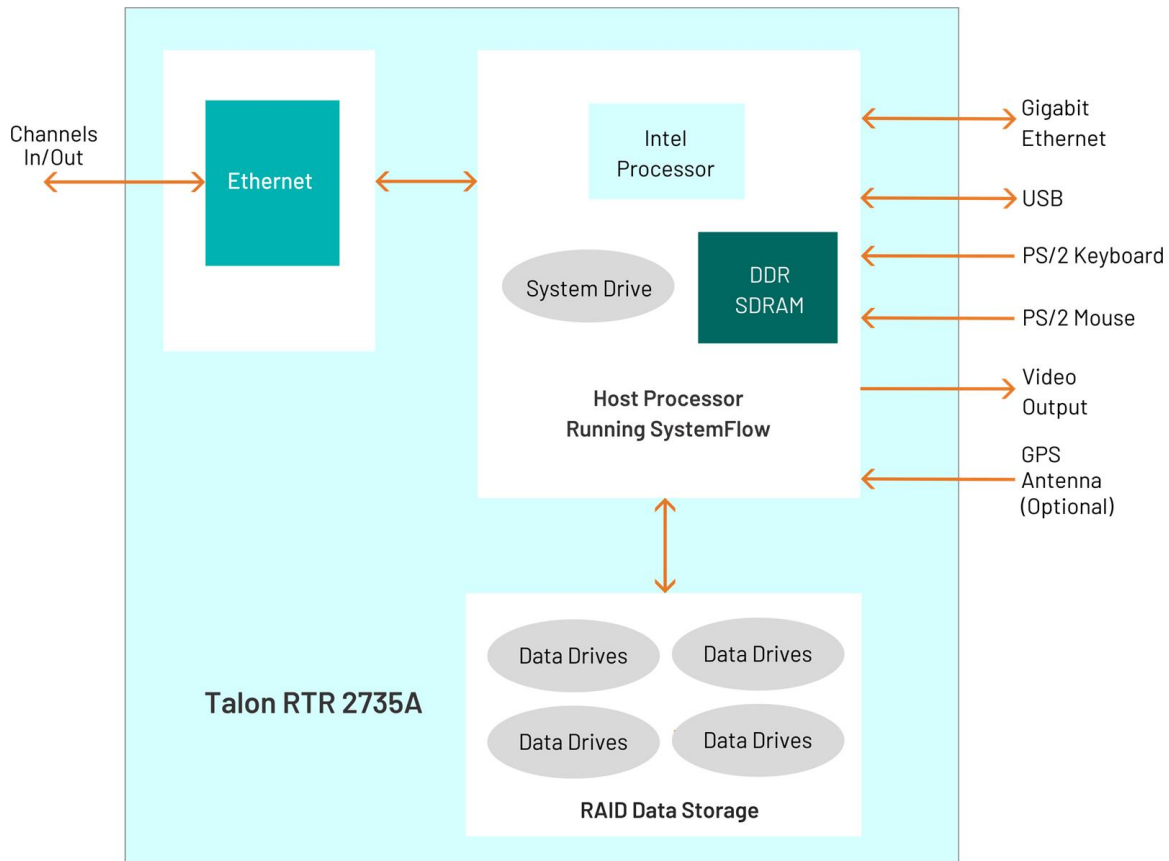 Channels
In/Out
Ethernet
Intel
Processor
System Drive
DDR
SDRAM
Host Processor
Running SystemFlow
Gigabit
Ethernet
USB
PS/2 Keyboard
PS/2 Mouse
Video
Output
GPS
Antenna
(Optional)
Talon RTR 2735A
Data Drives
Data Drives
Data Drives
Data Drives
RAID Data Storage